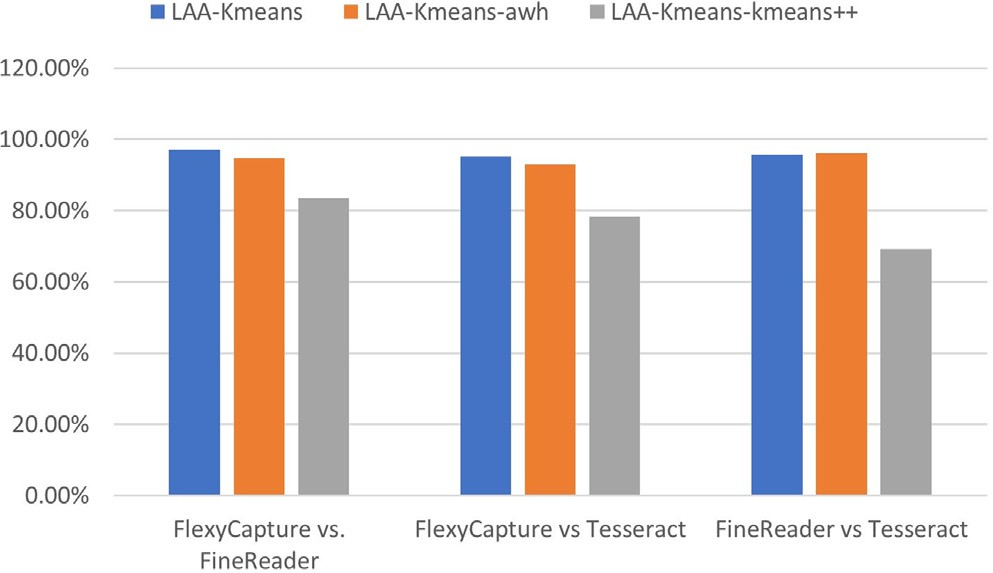 LAA-Kmeans LAA-Kmeans-awh LAA-Kmeans-kmeans++
120.00%
100.00%
80.00%
60.00%
40.00%
20.00%
0.00%
FlexyCapture vs. FlexyCapture vs Tesseract FineReader vs Tesseract
FineReader